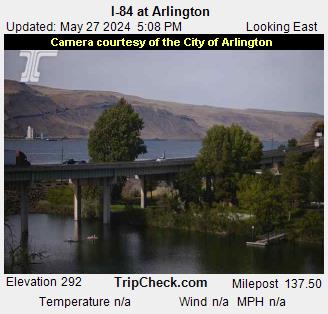 I-84 at Arlington
Updated: May 27 2024 5:08 PM Looking East
Camera courtesy of the City of Arlington
Elevation 292 TripCheck.com Milepost 137.50
Temperature n/a Wind n/a MPH n/a